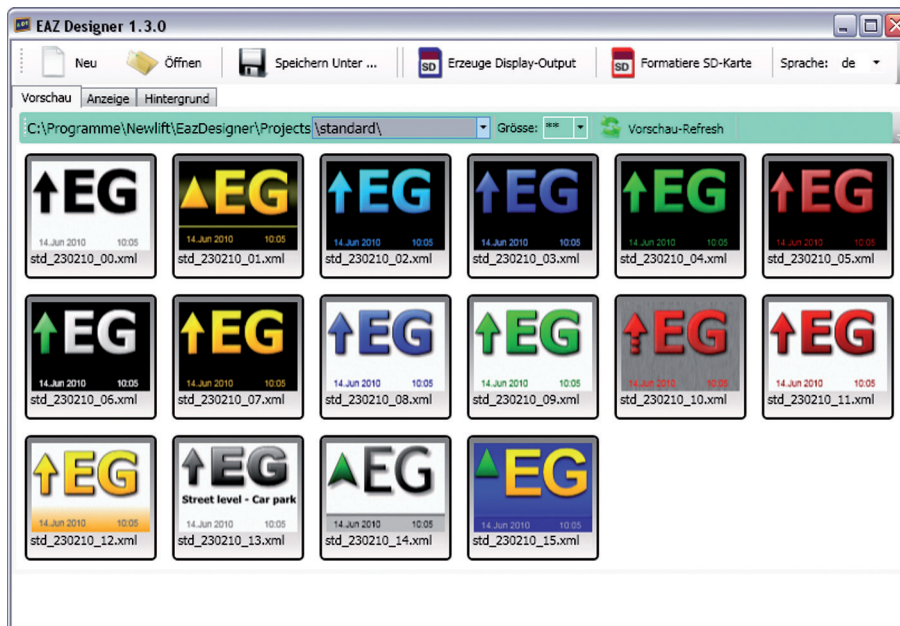 EAZ Designer 1.3.0
Neu Öffnen Speichern Unter ... SD Erzeuge Display-Output SD Formatiere SD-Karte Sprache: de
Vorschau Anzeige Hintergrund
C:\Programme\Newlift\EazDesigner\Projects \standard\ Grösse: ** Vorschau-Refresh
EG EG EG EG EG EG
14.Jun 2010 10:05 14.Jun 2010 10:05 14.Jun 2010 10:05 14.Jun 2010 10:05 14.Jun 2010 10:05 14.Jun 2010 10:05
std_230210_00.xml std_230210_01.xml std_230210_02.xml std_230210_03.xml std_230210_04.xml std_230210_05.xml
EG EG EG EG EG EG
14.Jun 2010 10:05 14.Jun 2010 10:05 14.Jun 2010 10:05 14.Jun 2010 10:05 14.Jun 2010 10:05 14.Jun 2010 10:05
std_230210_06.xml std_230210_07.xml std_230210_08.xml std_230210_09.xml std_230210_10.xml std_230210_11.xml
EG EG EG EG
Street level - Car park
14.Jun 2010 10:05 14.Jun 2010 10:05 14.Jun 2010 10:05 14.Jun 2010 10:05
std_230210_12.xml std_230210_13.xml std_230210_14.xml std_230210_15.xml